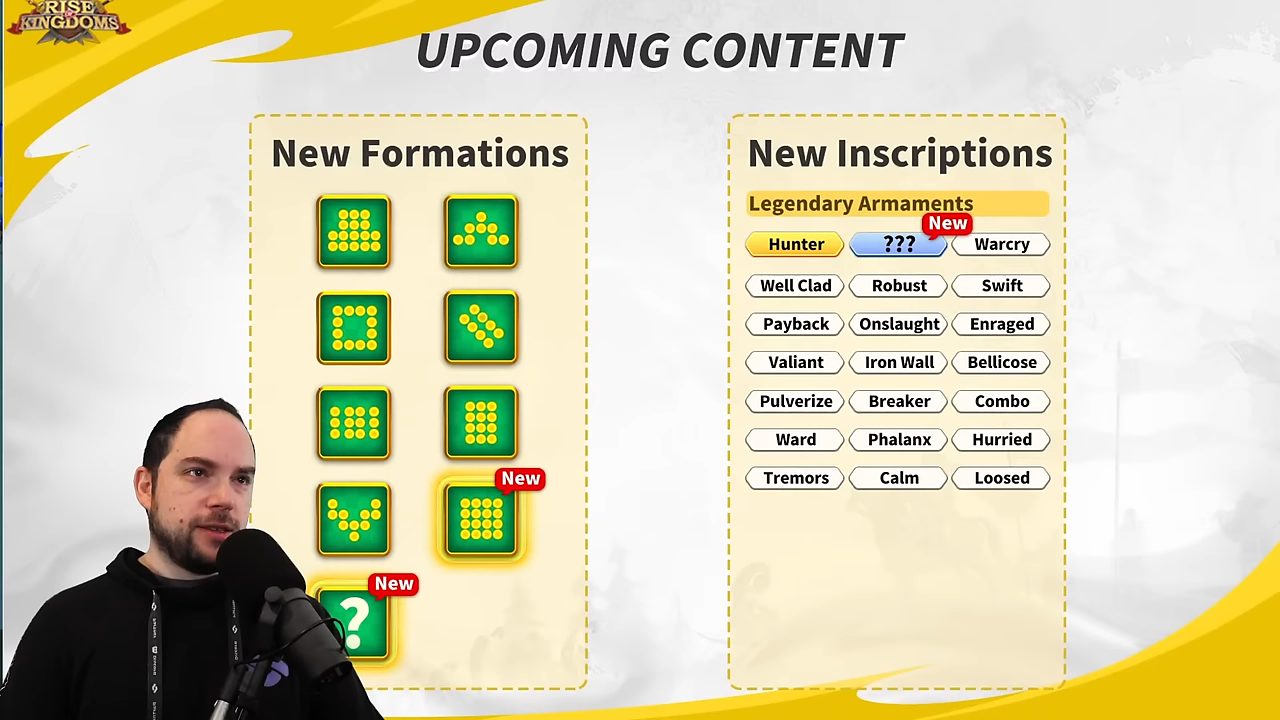 RISE
OF
KINGDOMS
UPCOMING CONTENT
New Formations
New
New
?
New Inscriptions
Legendary Armaments
New
Hunter ??? Warcry
Well Clad Robust Swift
Payback Onslaught Enraged
Valiant Iron Wall Bellicose
Pulverize Breaker Combo
Ward Phalanx Hurried
Tremors Calm Loosed